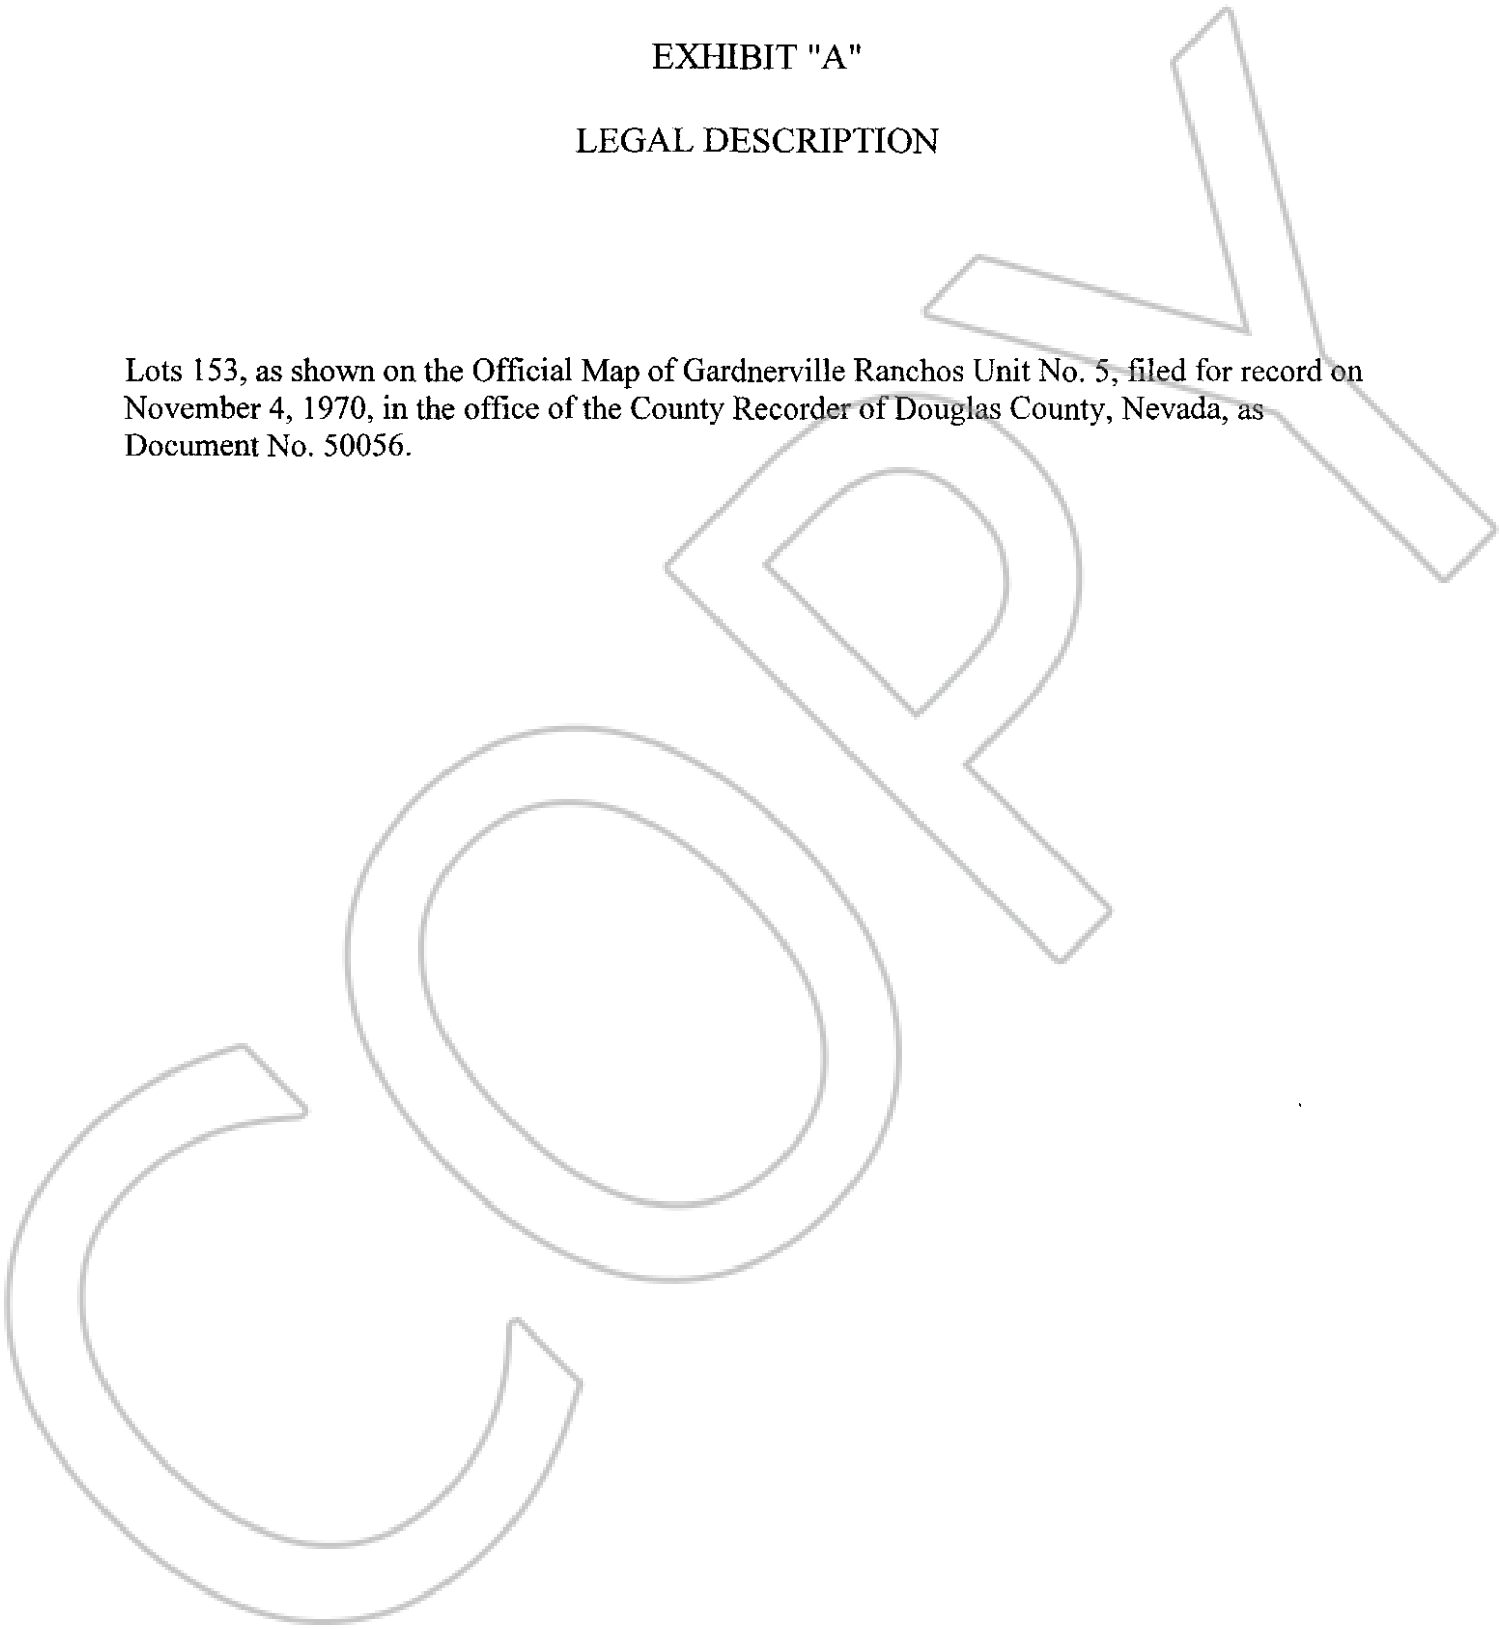 EXHIBIT "A"
LEGAL DESCRIPTION
Lots 153, as shown on the Official Map of Gardnerville Ranchos Unit No. 5, filed for record on
November 4, 1970, in the office of the County Recorder of Douglas County, Nevada, as
Document No. 50056.
COPY